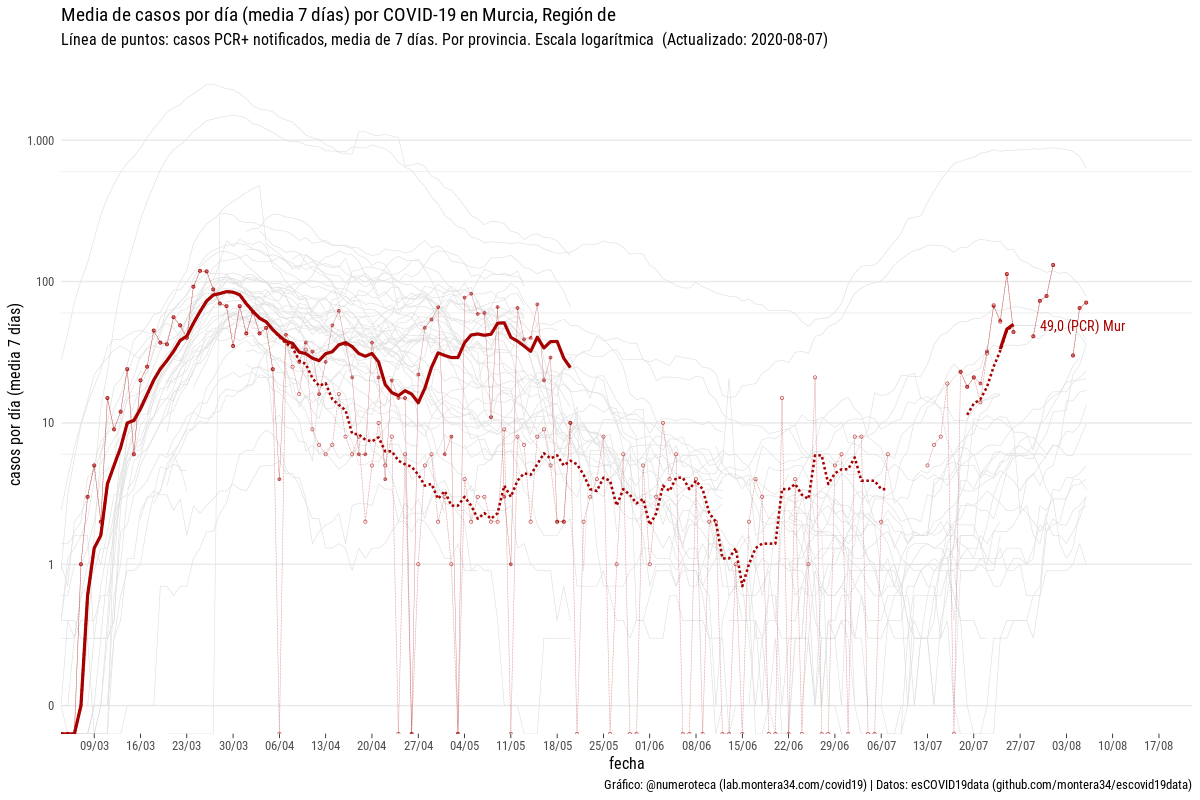 Media de casos por día (media 7 días) por COVID-19 en Murcia, Región de
Línea de puntos: casos PCR+ notificados, media de 7 días. Por provincia. Escala logarítmica  (Actualizado: 2020-08-07)
casos por día (media 7 días)
1.000
100
10
1
0
49,0 (PCR) Mur
09/03 16/03 23/03 30/03 06/04 13/04 20/04 27/04 04/05 11/05 18/05 25/05 01/06 08/06 15/06 22/06 29/06 06/07 13/07 20/07 27/07 03/08 10/08 17/08
fecha
Gráfico: @numeroteca (lab.montera34.com/covid19) | Datos: esCOVID19data (github.com/montera34/escovid19data)